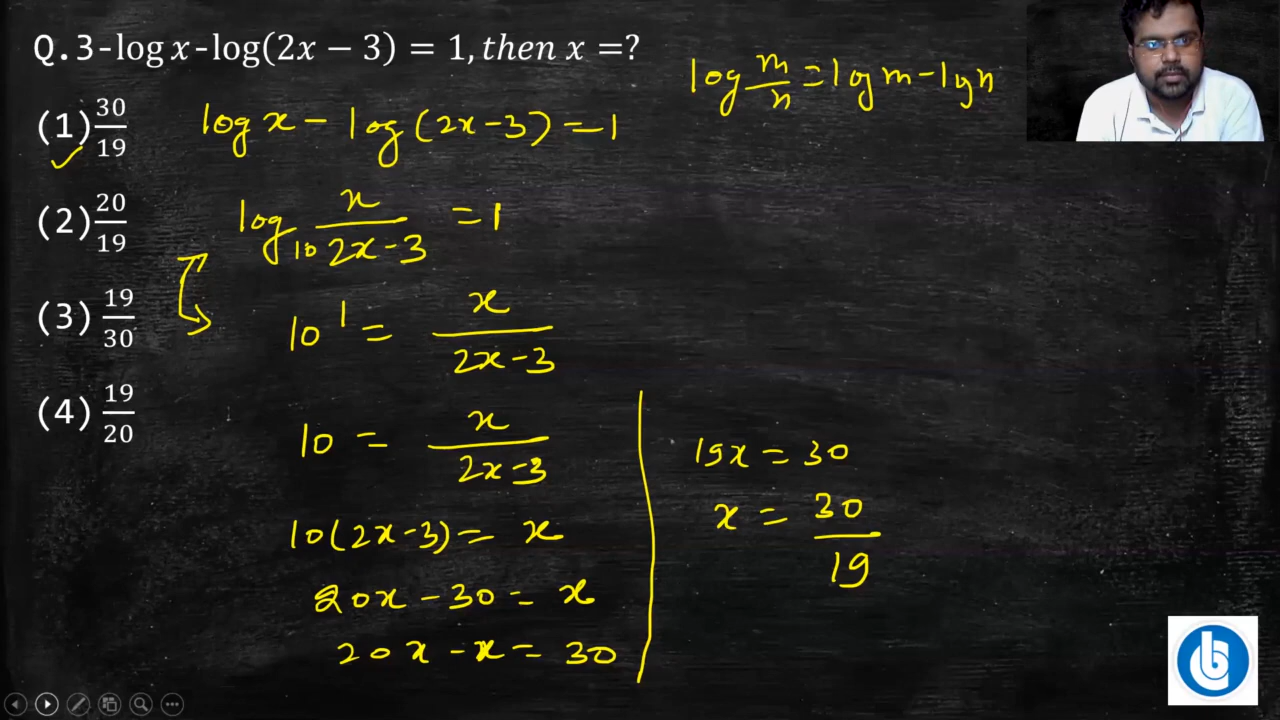 Q.3-log x-log(2x − 3) = 1, then x =?
(1) 30/19
(2) 20/19
(3) 19/30
(4) 19/20
log m/n = log m - log n
log x - log(2x-3) = 1
log₁₀ x/(2x-3) = 1
10¹ = x/(2x-3)
10 = x/(2x-3)
10(2x-3) = x
20x - 30 = x
20x - x = 30
19x = 30
x = 30/19